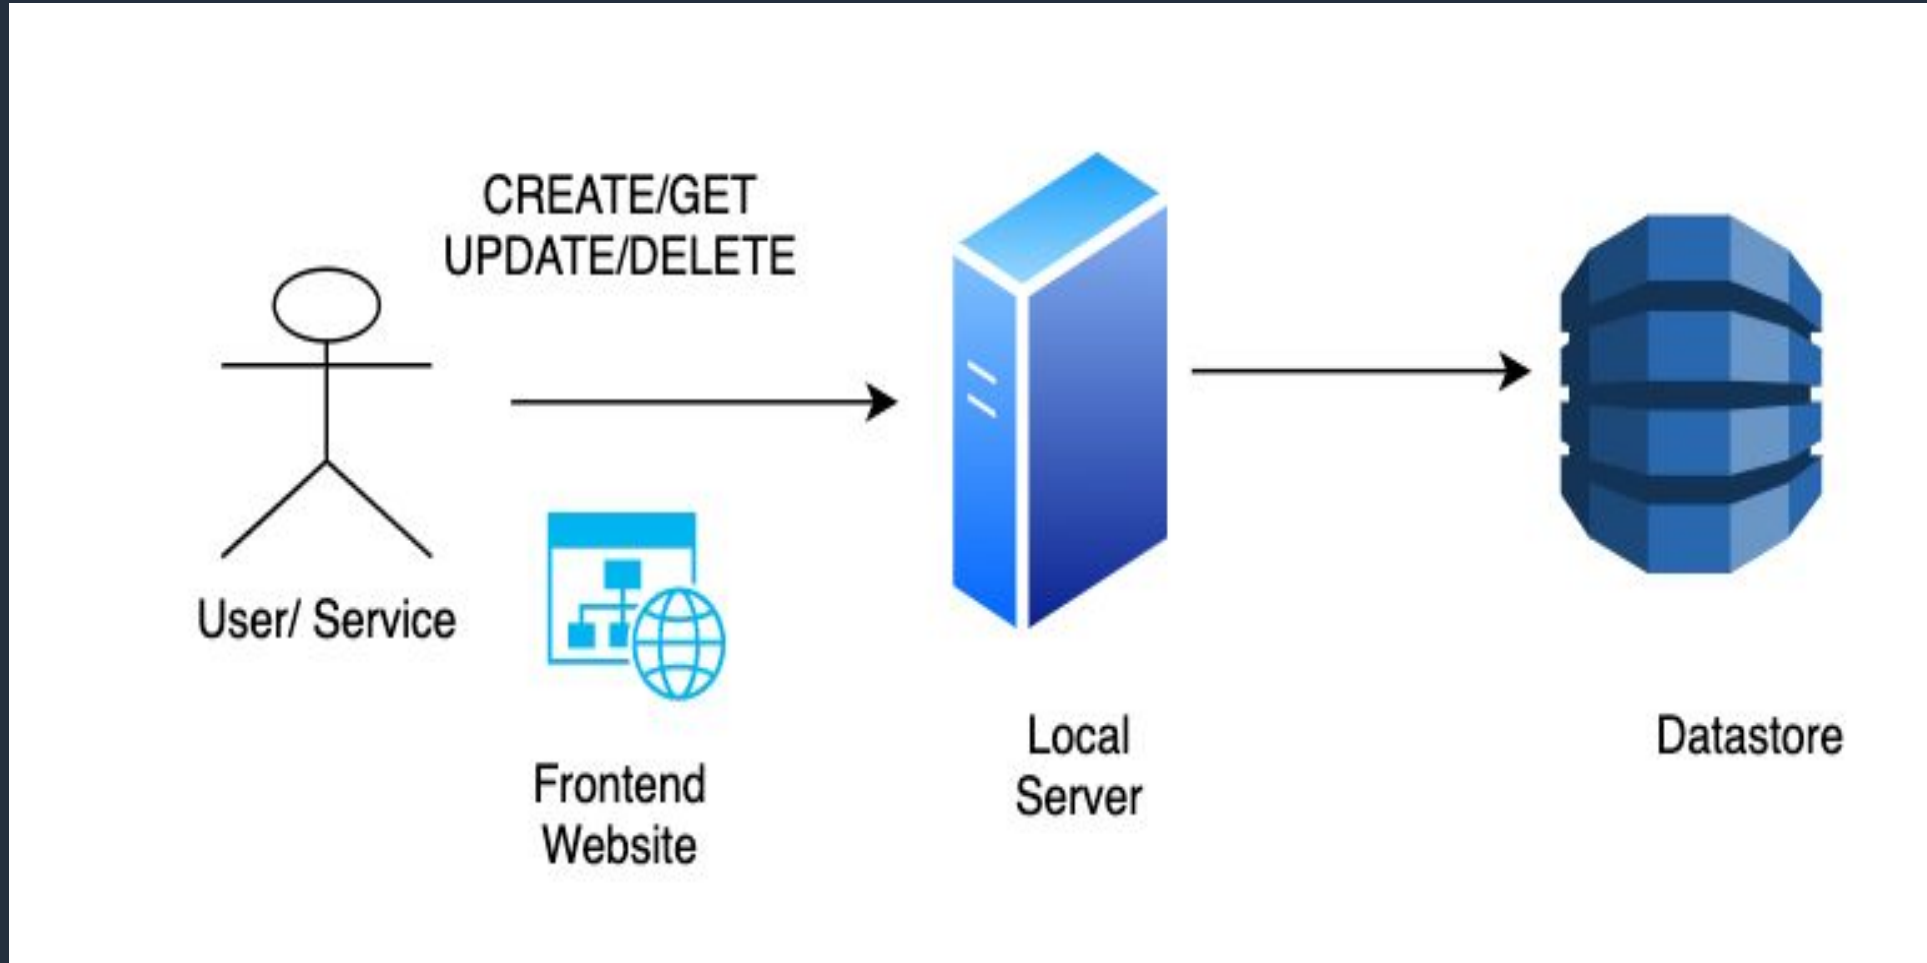 CREATE/GET
UPDATE/DELETE
User/ Service
Frontend
Website
Local
Server
Datastore